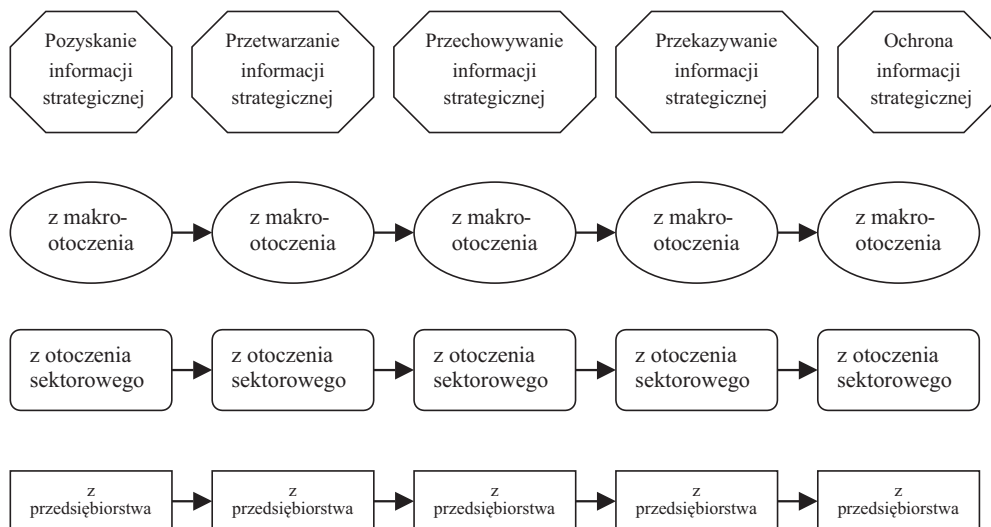 Pozyskanie
informacji
strategicznej
Przetwarzanie
informacji
strategicznej
Przechowywanie
informacji
strategicznej
Przekazywanie
informacji
strategicznej
Ochrona
informacji
strategicznej
z makro-
otoczenia
z makro-
otoczenia
z makro-
otoczenia
z makro-
otoczenia
z makro-
otoczenia
z otoczenia
sektorowego
z otoczenia
sektorowego
z otoczenia
sektorowego
z otoczenia
sektorowego
z otoczenia
sektorowego
z
przedsiębiorstwa
z
przedsiębiorstwa
z
przedsiębiorstwa
z
przedsiębiorstwa
z
przedsiębiorstwa